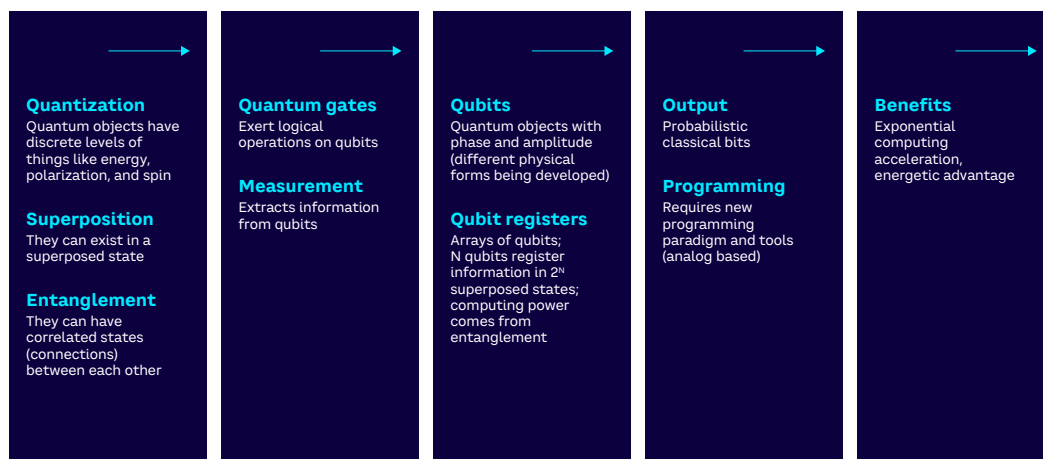 Quantization
Quantum objects have
discrete levels of
things like energy,
polarization, and spin
Superposition
They can exist in a
superposed state
Entanglement
They can have
correlated states
(connections)
between each other
Quantum gates
Exert logical
operations on qubits
Measurement
Extracts information
from qubits
Qubits
Quantum objects with
phase and amplitude
(different physical
forms being developed)
Qubit registers
Arrays of qubits;
N qubits register
information in 2ᴺ
superposed states;
computing power
comes from
entanglement
Output
Probabilistic
classical bits
Programming
Requires new
programming
paradigm and tools
(analog based)
Benefits
Exponential
computing
acceleration,
energetic advantage